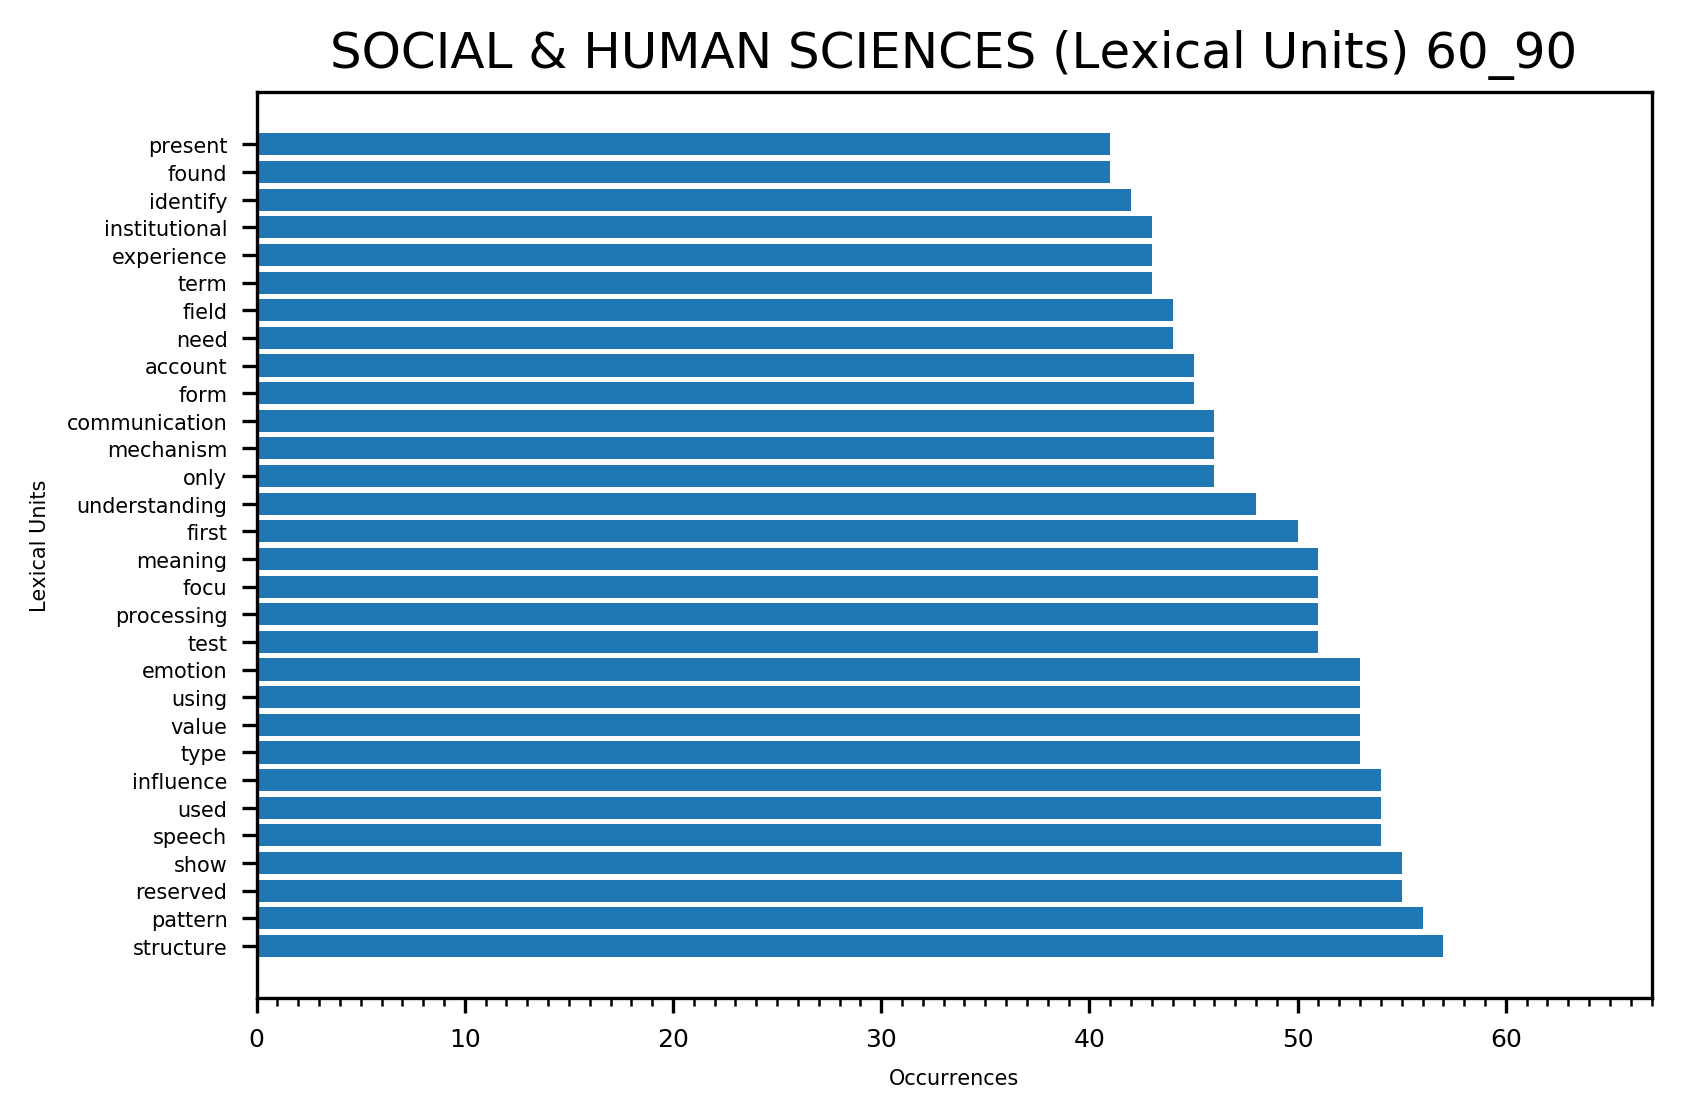 SOCIAL & HUMAN SCIENCES (Lexical Units) 60_90
present
found
identify
institutional
experience
term
field
need
account
form
communication
mechanism
only
understanding
first
meaning
focu
processing
test
emotion
using
value
type
influence
used
speech
show
reserved
pattern
structure
Lexical Units
0 10 20 30 40 50 60
Occurrences